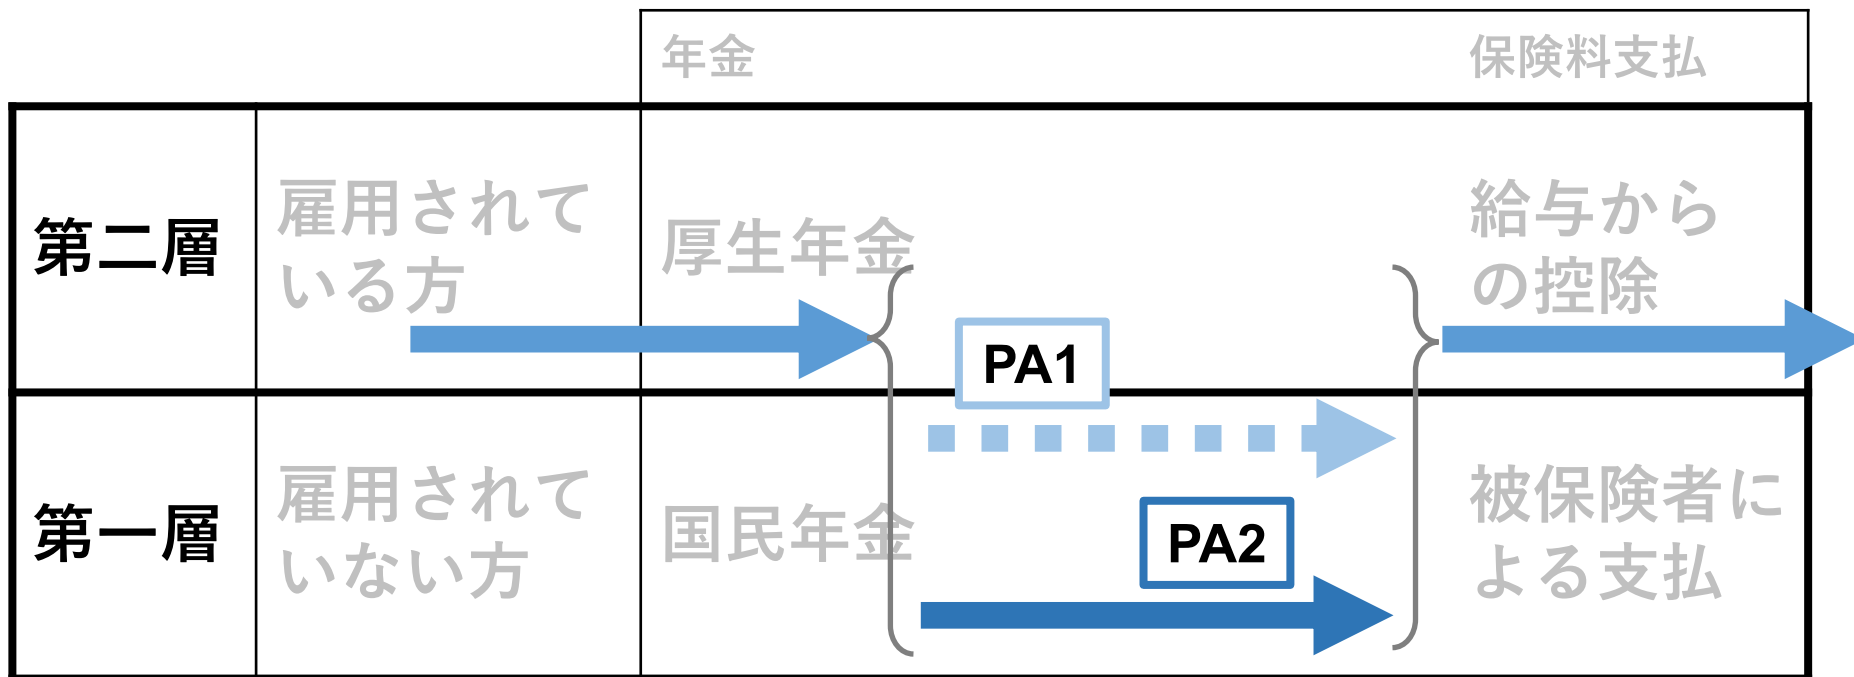 年金
保険料支払
第二層
雇用されて
いる方
厚生年金
給与から
の控除
PA1
第一層
雇用されて
いない方
国民年金
PA2
被保険者に
よる支払